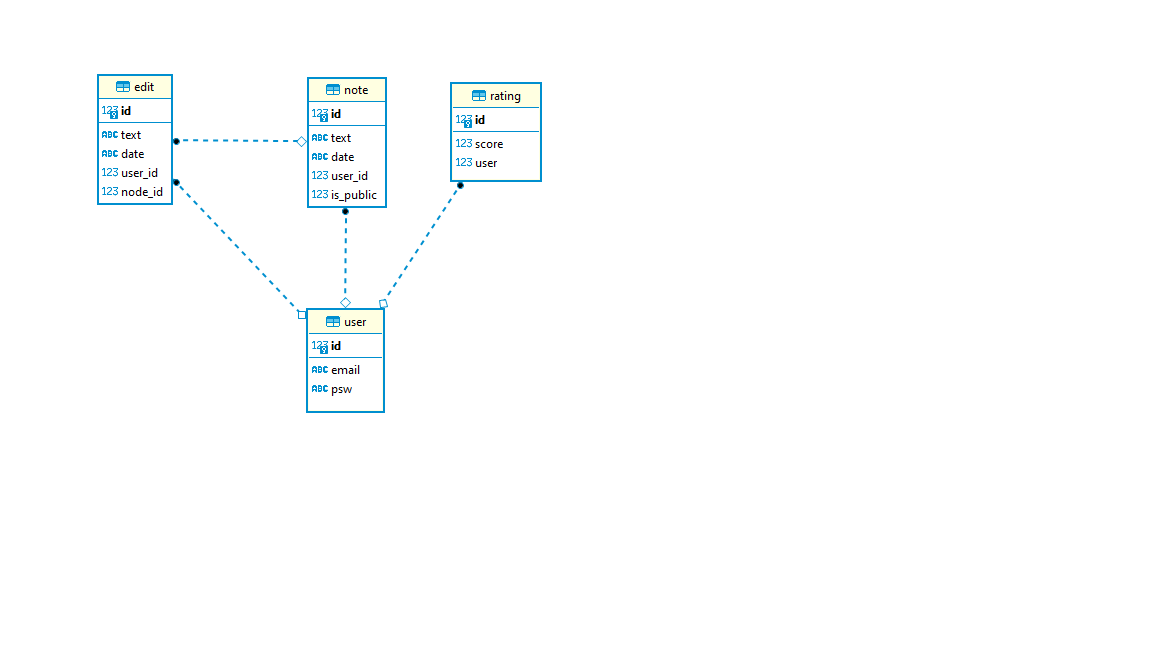 edit
123 id
ABC text
ABC date
123 user_id
123 node_id
note
123 id
ABC text
ABC date
123 user_id
123 is_public
rating
123 id
123 score
123 user
user
123 id
ABC email
ABC psw